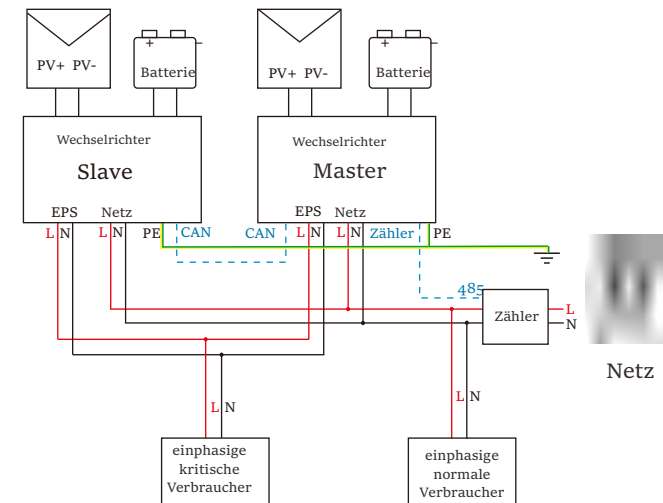 PV+ PV-
+ -
Batterie
PV+ PV-
+ -
Batterie
Wechselrichter
Slave
EPS Netz
Wechselrichter
Master
EPS Netz
L N L N PE CAN
CAN L N L N Zähler PE
485
Zähler
L
N
Netz
L N
L N
einphasige
kritische
Verbraucher
einphasige
normale
Verbraucher